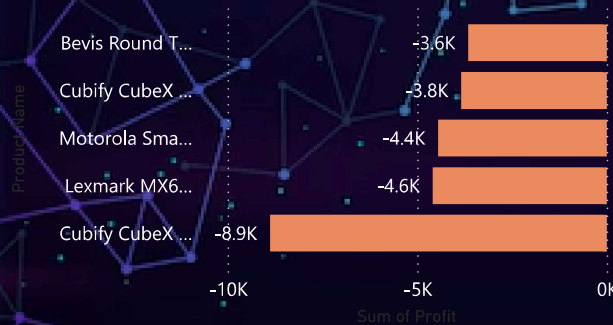 Product Name
Bevis Round T... -3.6K
Cubify CubeX ... -3.8K
Motorola Sma... -4.4K
Lexmark MX6... -4.6K
Cubify CubeX ... -8.9K
-10K -5K 0K
Sum of Profit